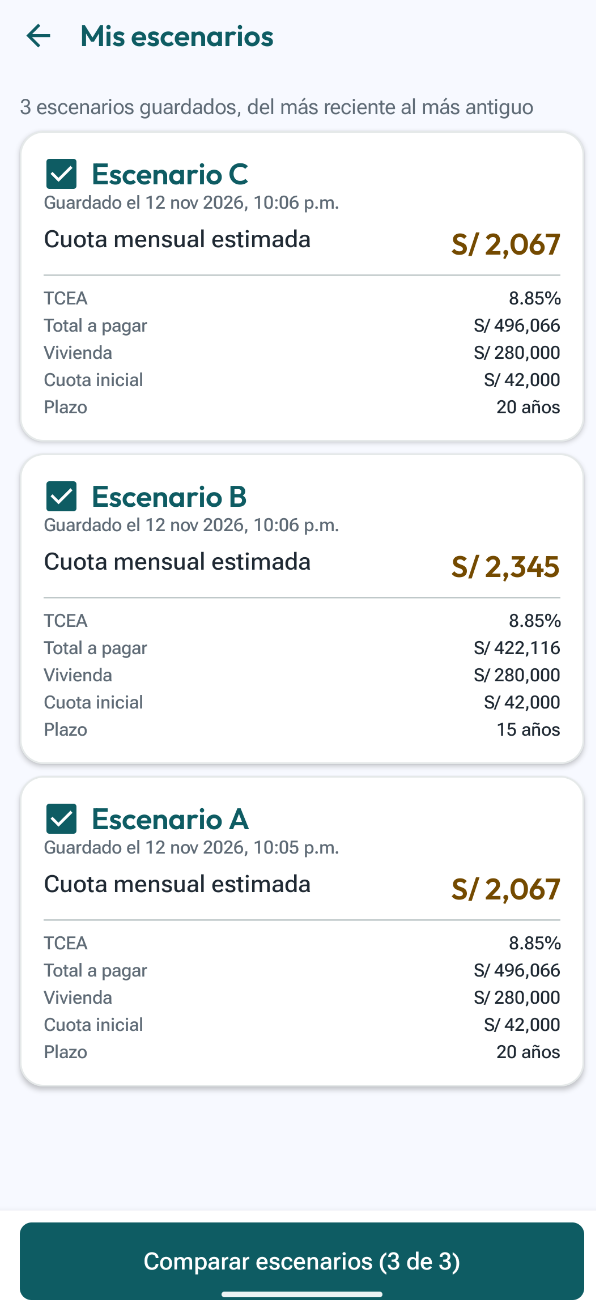 Mis escenarios
3 escenarios guardados, del más reciente al más antiguo
Escenario C
Guardado el 12 nov 2026, 10:06 p.m.
Cuota mensual estimada S/ 2,067
TCEA 8.85%
Total a pagar S/ 496,066
Vivienda S/ 280,000
Cuota inicial S/ 42,000
Plazo 20 años
Escenario B
Guardado el 12 nov 2026, 10:06 p.m.
Cuota mensual estimada S/ 2,345
TCEA 8.85%
Total a pagar S/ 422,116
Vivienda S/ 280,000
Cuota inicial S/ 42,000
Plazo 15 años
Escenario A
Guardado el 12 nov 2026, 10:05 p.m.
Cuota mensual estimada S/ 2,067
TCEA 8.85%
Total a pagar S/ 496,066
Vivienda S/ 280,000
Cuota inicial S/ 42,000
Plazo 20 años
Comparar escenarios (3 de 3)